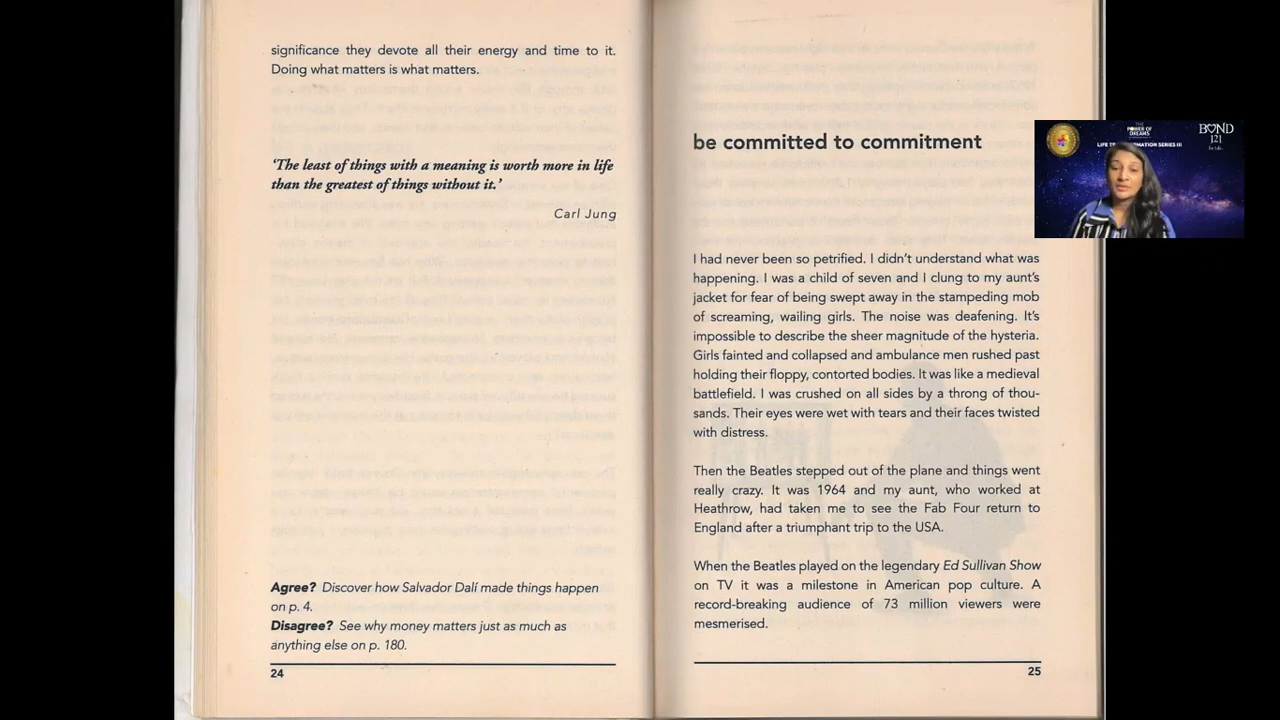 significance they devote all their energy and time to it.
Doing what matters is what matters.
‘The least of things with a meaning is worth more in life
than the greatest of things without it.’
Carl Jung
Agree? Discover how Salvador Dalí made things happen
on p. 4.
Disagree? See why money matters just as much as
anything else on p. 180.
24
be committed to commitment
I had never been so petrified. I didn’t understand what was
happening. I was a child of seven and I clung to my aunt’s
jacket for fear of being swept away in the stampeding mob
of screaming, wailing girls. The noise was deafening. It’s
impossible to describe the sheer magnitude of the hysteria.
Girls fainted and collapsed and ambulance men rushed past
holding their floppy, contorted bodies. It was like a medieval
battlefield. I was crushed on all sides by a throng of thou-
sands. Their eyes were wet with tears and their faces twisted
with distress.
Then the Beatles stepped out of the plane and things went
really crazy. It was 1964 and my aunt, who worked at
Heathrow, had taken me to see the Fab Four return to
England after a triumphant trip to the USA.
When the Beatles played on the legendary Ed Sullivan Show
on TV it was a milestone in American pop culture. A
record-breaking audience of 73 million viewers were
mesmerised.
25
THE
POWER OF
DREAMS
BOND
121
SERIES III